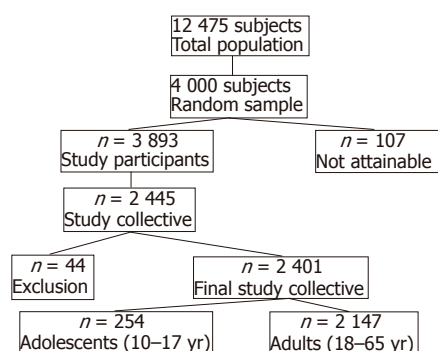 12 475 subjects
Total population
4 000 subjects
Random sample
n = 3 893
Study participants
n = 107
Not attainable
n = 2 445
Study collective
n = 44
Exclusion
n = 2 401
Final study collective
n = 254
Adolescents (10–17 yr)
n = 2 147
Adults (18–65 yr)